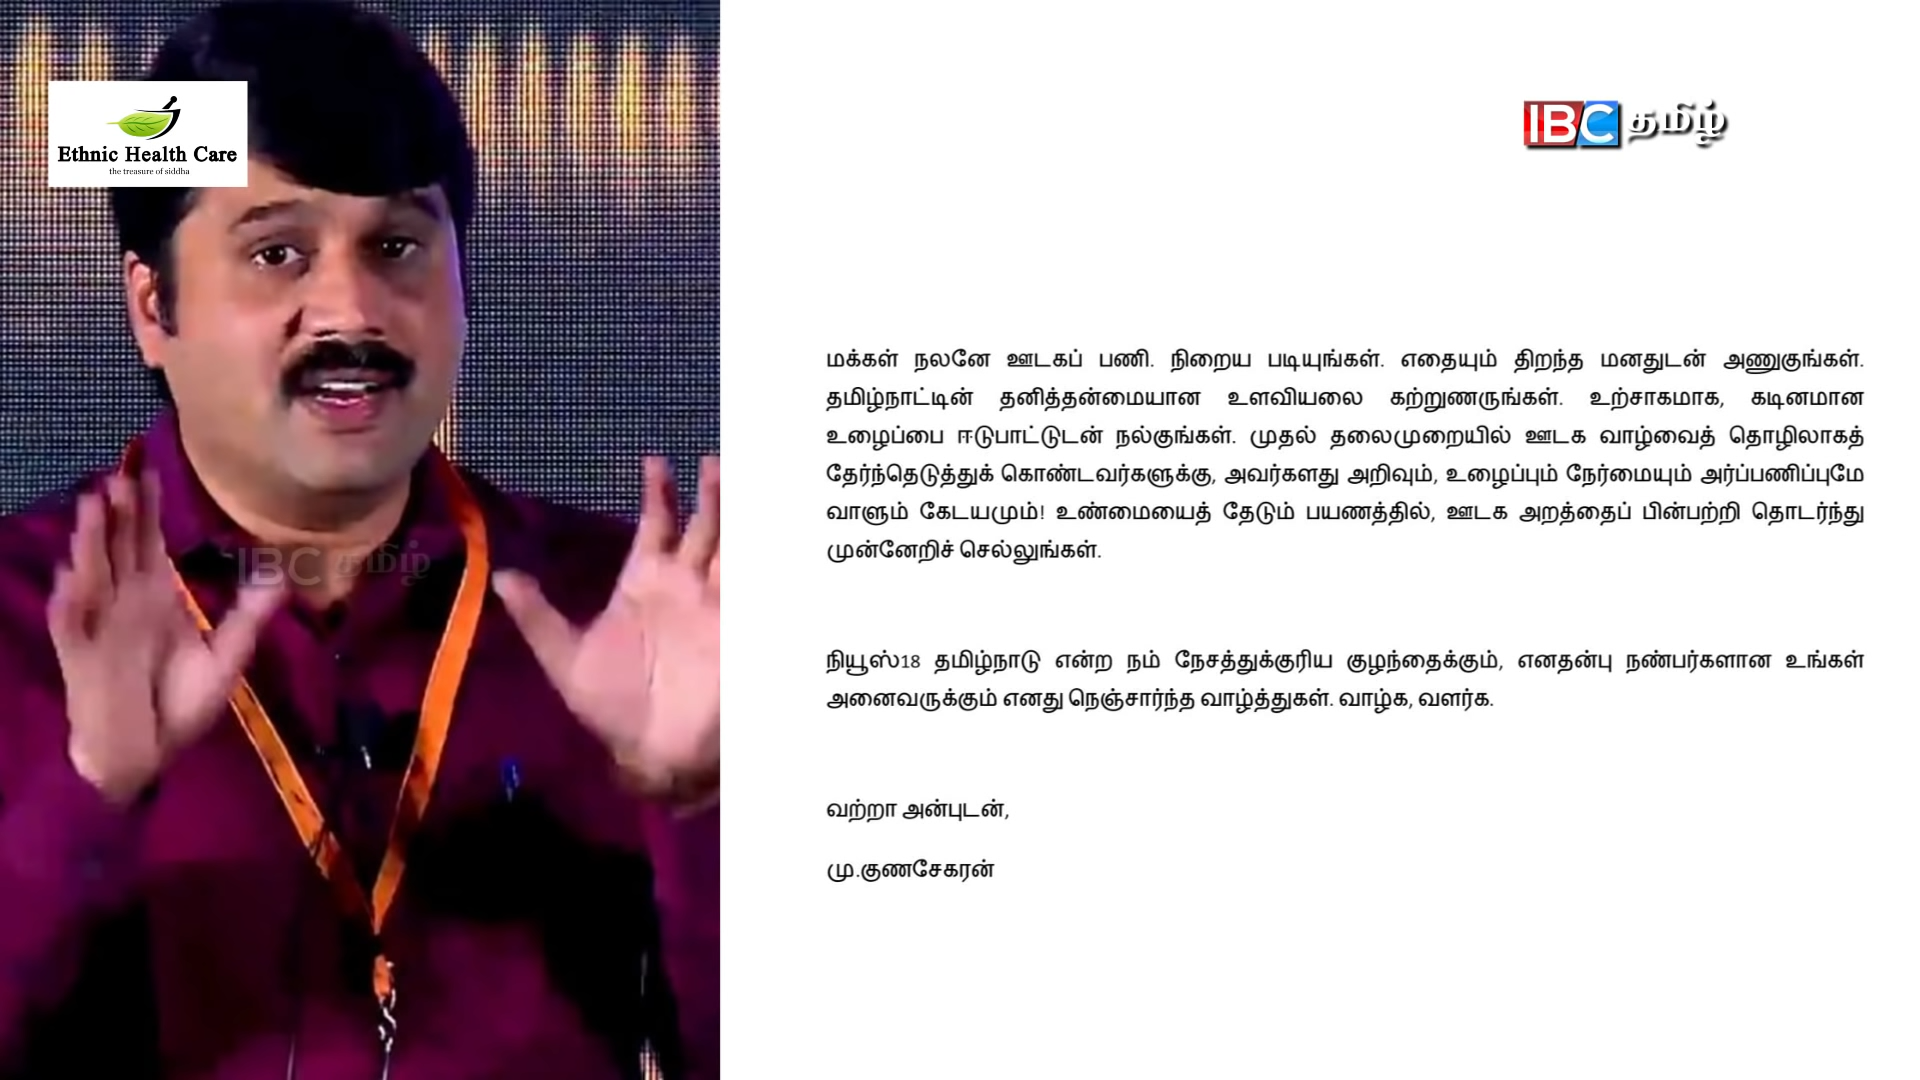 Ethnic Health Care
the treasure of siddha
IBC தமிழ்
IBC தமிழ்
மக்கள் நலனே ஊடகப் பணி. நிறைய படியுங்கள். எதையும் திறந்த மனதுடன் அணுகுங்கள்.
தமிழ்நாட்டின் தனித்தன்மையான உளவியலை கற்றுணருங்கள். உற்சாகமாக, கடினமான
உழைப்பை ஈடுபாட்டுடன் நல்குங்கள். முதல் தலைமுறையில் ஊடக வாழ்வைத் தொழிலாகத்
தேர்ந்தெடுத்துக் கொண்டவர்களுக்கு, அவர்களது அறிவும், உழைப்பும் நேர்மையும் அர்ப்பணிப்புமே
வாளும் கேடயமும்! உண்மையைத் தேடும் பயணத்தில், ஊடக அறத்தைப் பின்பற்றி தொடர்ந்து
முன்னேறிச் செல்லுங்கள்.
நியூஸ்18 தமிழ்நாடு என்ற நம் நேசத்துக்குரிய குழந்தைக்கும், எனதன்பு நண்பர்களான உங்கள்
அனைவருக்கும் எனது நெஞ்சார்ந்த வாழ்த்துகள். வாழ்க, வளர்க.
வற்றா அன்புடன்,
மு.குணசேகரன்